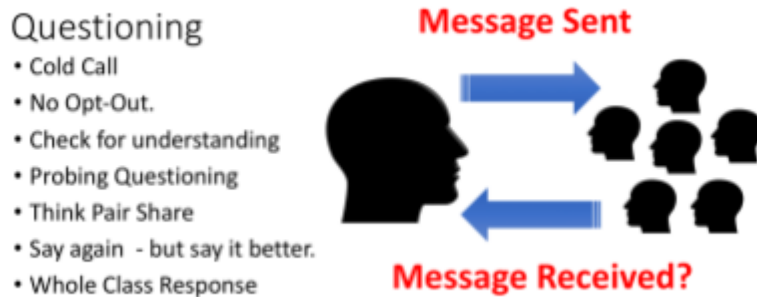 Questioning
• Cold Call
• No Opt-Out.
• Check for understanding
• Probing Questioning
• Think Pair Share
• Say again - but say it better.
• Whole Class Response
Message Sent
Message Received?